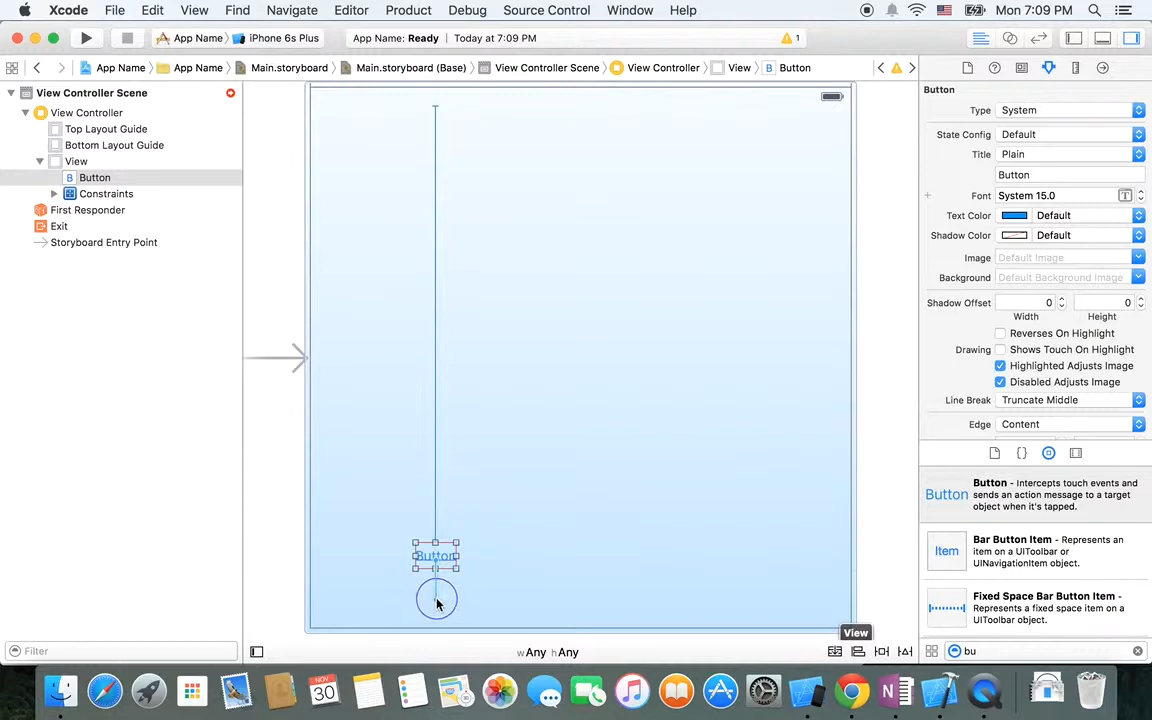 Xcode File Edit View Find Navigate Editor Product Debug Source Control Window Help Mon 7:09 PM
App Name iPhone 6s Plus App Name: Ready Today at 7:09 PM 1
App Name App Name Main.storyboard Main.storyboard (Base) View Controller Scene View Controller View B Button
View Controller Scene
View Controller
Top Layout Guide
Bottom Layout Guide
View
B Button
Constraints
First Responder
Exit
Storyboard Entry Point
Filter
Button
View
wAny hAny
Button
Type System
State Config Default
Title Plain
Button
Font System 15.0 T
Text Color Default
Shadow Color Default
Image Default Image
Background Default Background Image
Shadow Offset 0 0
Width Height
Reverses On Highlight
Drawing Shows Touch On Highlight
Highlighted Adjusts Image
Disabled Adjusts Image
Line Break Truncate Middle
Edge Content
{}
Button
Button - Intercepts touch events and
sends an action message to a target
object when it's tapped.
Item
Bar Button Item - Represents an
item on a UIToolbar or
UINavigationItem object.
Fixed Space Bar Button Item -
Represents a fixed space item on a
UIToolbar object.
bu
NOV
30
N